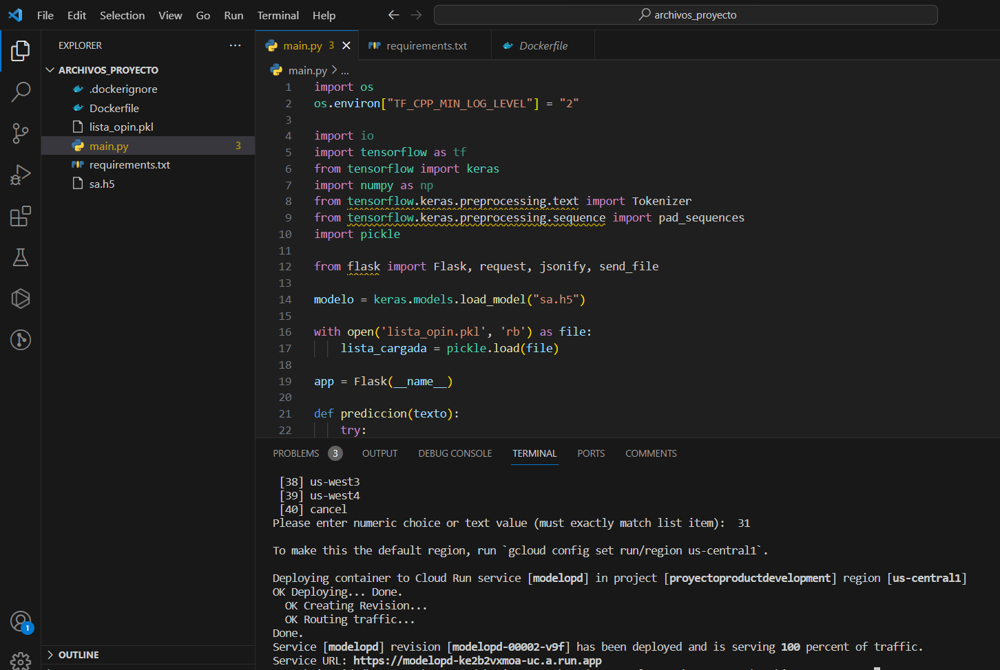 File Edit Selection View Go Run Terminal Help
archivos_proyecto
EXPLORER
ARCHIVOS_PROYECTO
.dockerignore
Dockerfile
lista_opin.pkl
main.py 3
requirements.txt
sa.h5
OUTLINE
1
main.py 3
requirements.txt
Dockerfile
main.py > ...
1 import os
2 os.environ["TF_CPP_MIN_LOG_LEVEL"] = "2"
3
4 import io
5 import tensorflow as tf
6 from tensorflow import keras
7 import numpy as np
8 from tensorflow.keras.preprocessing.text import Tokenizer
9 from tensorflow.keras.preprocessing.sequence import pad_sequences
10 import pickle
11
12 from flask import Flask, request, jsonify, send_file
13
14 modelo = keras.models.load_model("sa.h5")
15
16 with open('lista_opin.pkl', 'rb') as file:
17 lista_cargada = pickle.load(file)
18
19 app = Flask(__name__)
20
21 def prediccion(texto):
22 try:
PROBLEMS 3 OUTPUT DEBUG CONSOLE TERMINAL PORTS COMMENTS
[38] us-west3
[39] us-west4
[40] cancel
Please enter numeric choice or text value (must exactly match list item): 31
To make this the default region, run `gcloud config set run/region us-central1`.
Deploying container to Cloud Run service [modelopd] in project [proyectoproductdevelopment] region [us-central1]
OK Deploying... Done.
OK Creating Revision...
OK Routing traffic...
Done.
Service [modelopd] revision [modelopd-00002-v9f] has been deployed and is serving 100 percent of traffic.
Service URL: https://modelopd-ke2b2vxmoa-uc.a.run.app